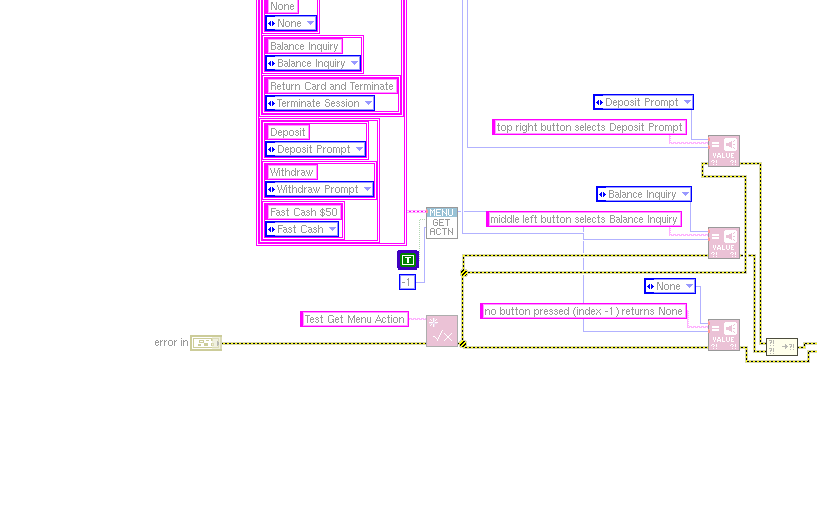 None
None
Balance Inquiry
Balance Inquiry
Return Card and Terminate
Terminate Session
Deposit
Deposit Prompt
Withdraw
Withdraw Prompt
Fast Cash $50
Fast Cash
MENU
GET
ACTN
T
-1
Deposit Prompt
top right button selects Deposit Prompt
=
VALUE
?! ?!
Balance Inquiry
middle left button selects Balance Inquiry
=
VALUE
?! ?!
None
no button pressed (index -1) returns None
=
VALUE
?! ?!
Test Get Menu Action
* √/x
error in
?!
?!
→?!